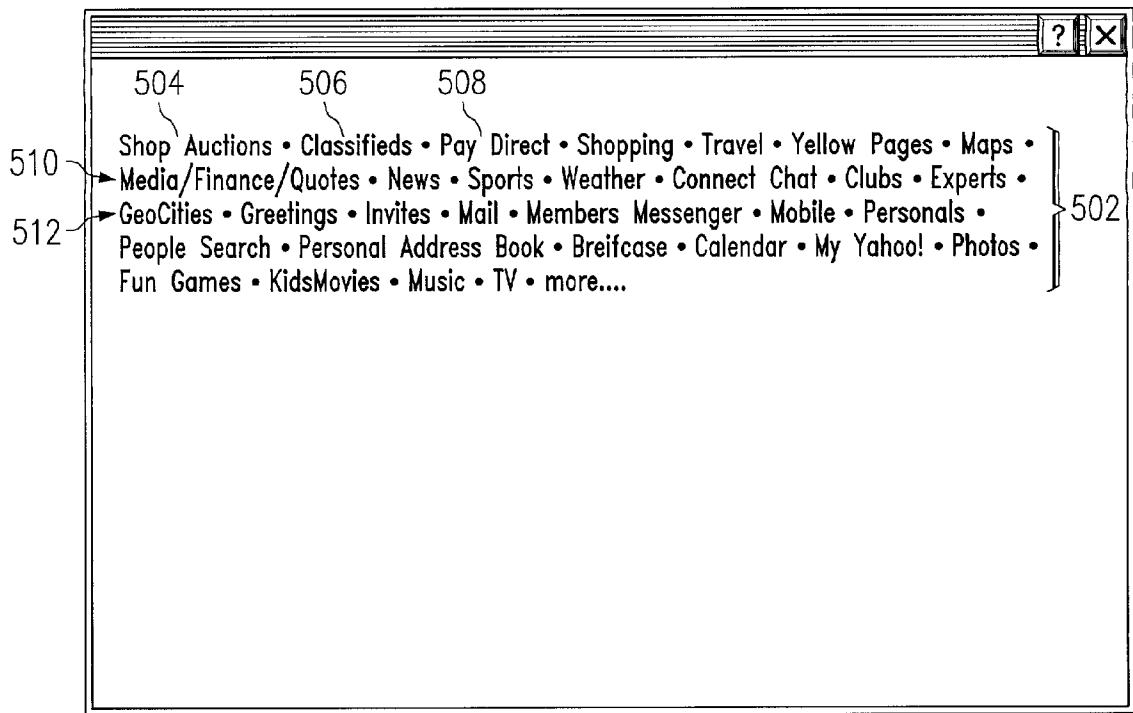 ? X
504 506 508
Shop Auctions • Classifieds • Pay Direct • Shopping • Travel • Yellow Pages • Maps •
510 Media/Finance/Quotes • News • Sports • Weather • Connect Chat • Clubs • Experts •
512 GeoCities • Greetings • Invites • Mail • Members Messenger • Mobile • Personals • 502
People Search • Personal Address Book • Breifcase • Calendar • My Yahoo! • Photos •
Fun Games • KidsMovies • Music • TV • more....